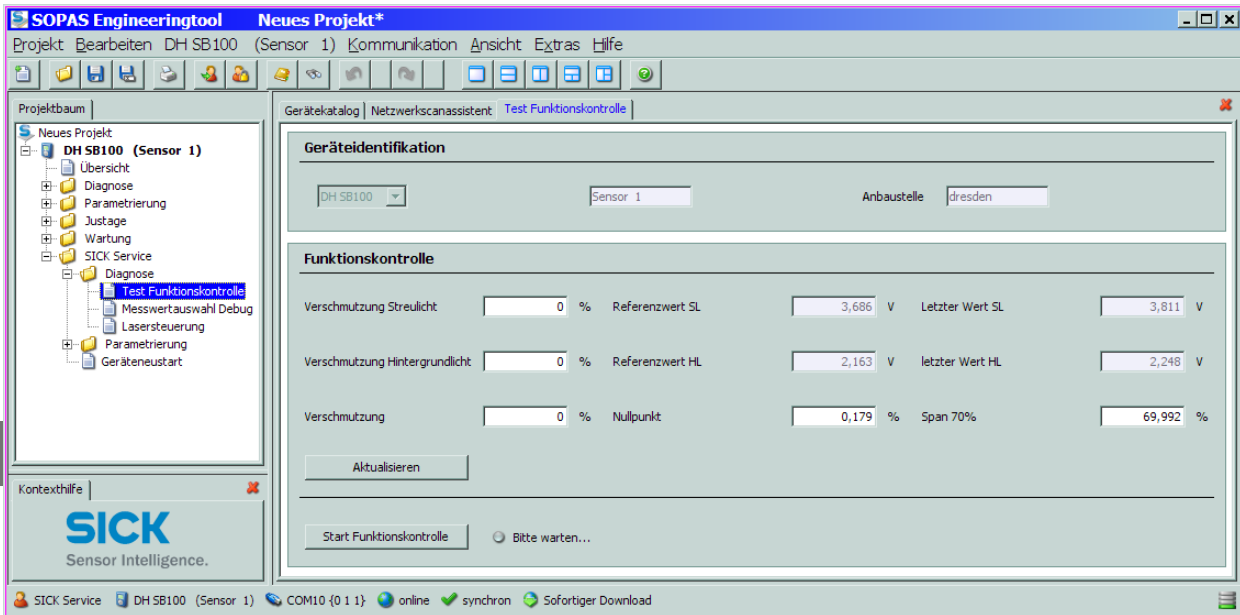 SOPAS Engineeringtool Neues Projekt*
Projekt Bearbeiten DH SB100 (Sensor 1) Kommunikation Ansicht Extras Hilfe
Projektbaum
Neues Projekt
DH SB100 (Sensor 1)
Übersicht
Diagnose
Parametrierung
Justage
Wartung
SICK Service
Diagnose
Test Funktionskontrolle
Messwertauswahl Debug
Lasersteuerung
Parametrierung
Geräteneustart
Kontexthilfe
SICK
Sensor Intelligence.
Gerätekatalog Netzwerkscanassistent Test Funktionskontrolle
Geräteidentifikation
DH SB100 Sensor 1 Anbaustelle dresden
Funktionskontrolle
Verschmutzung Streulicht 0 % Referenzwert SL 3,686 V Letzter Wert SL 3,811 V
Verschmutzung Hintergrundlicht 0 % Referenzwert HL 2,163 V letzter Wert HL 2,248 V
Verschmutzung 0 % Nullpunkt 0,179 % Span 70% 69,992 %
Aktualisieren
Start Funktionskontrolle Bitte warten...
SICK Service DH SB100 (Sensor 1) COM10 {0 1 1} online synchron Sofortiger Download